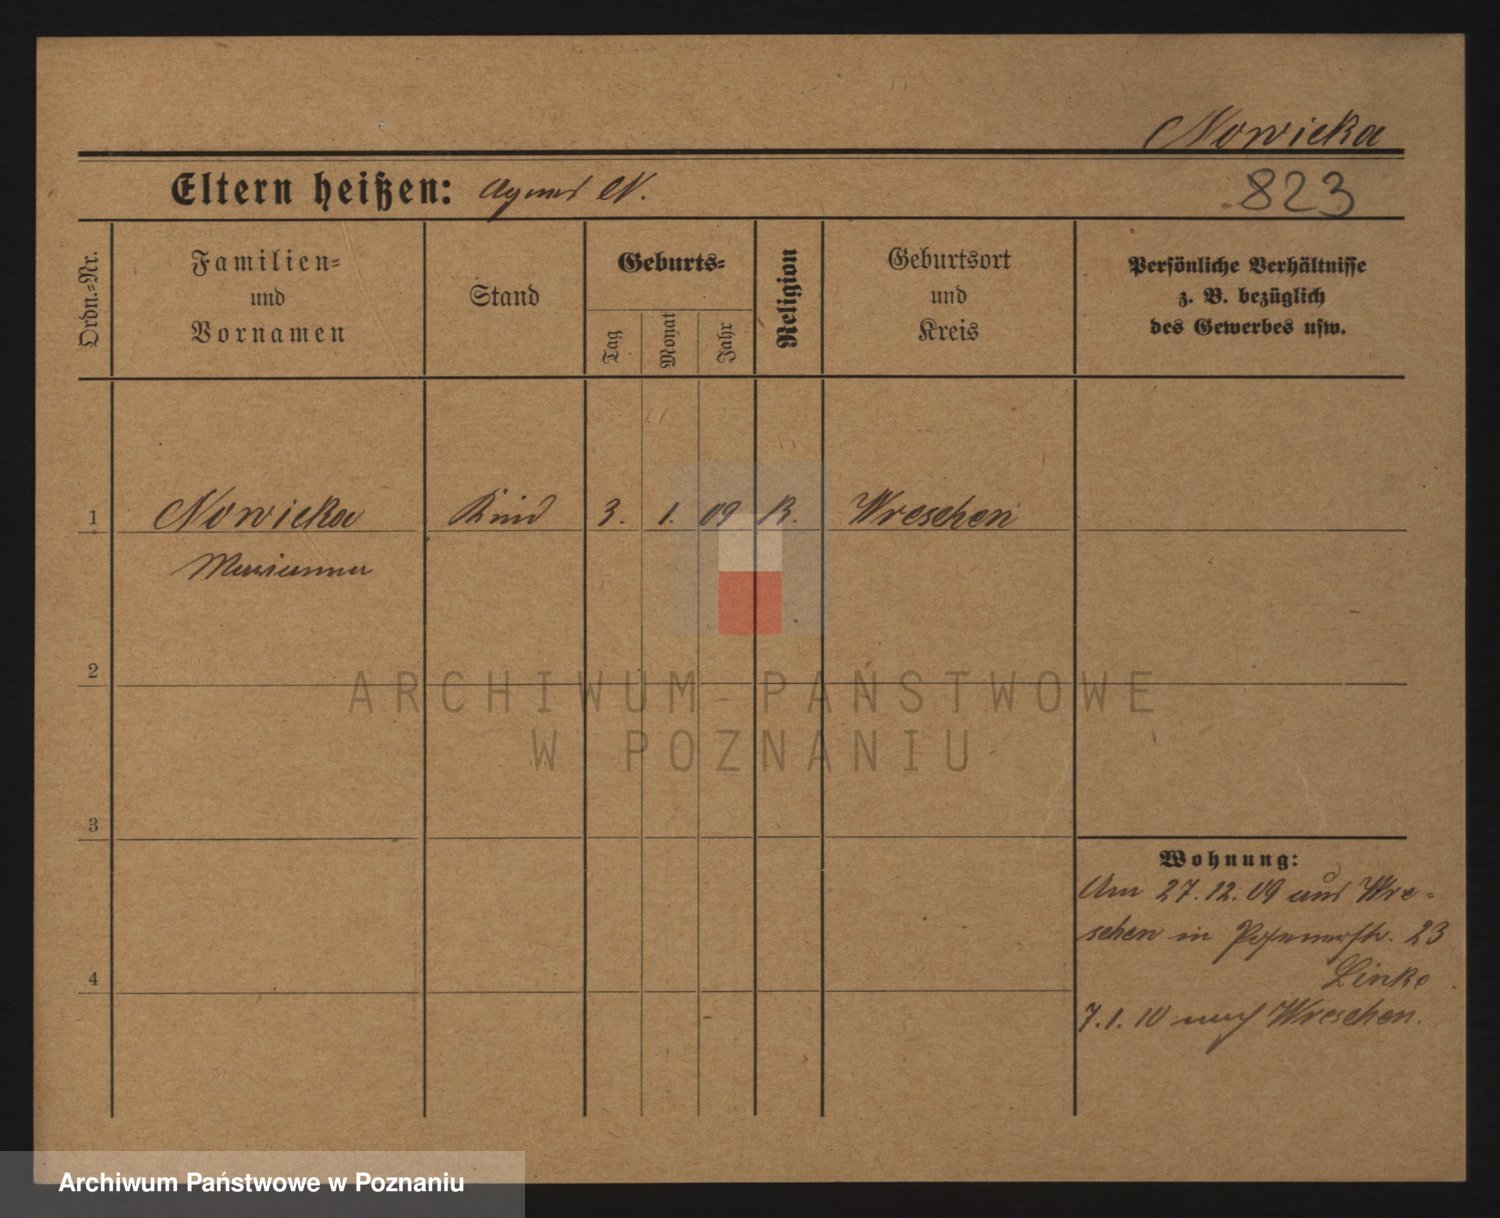 Nowicka
Eltern heißen: Agnes N.
823
Ordn.=Nr.
Familien=
und
Vornamen
Stand
Geburts=
Tag
Monat
Jahr
Religion
Geburtsort
und
Kreis
Persönliche Verhältnisse
z. B. bezüglich
des Gewerbes usw.
1 Nowicka Kind 3. 1. 09 K. Wreschen
Marianna
2
ARCHIWUM PAŃSTWOWE
W POZNANIU
3
Wohnung:
Am 27.12.09 aus Wre-
schen in Posenerstr. 23
Linke
4
7.1.10 nach Wreschen.
Archiwum Państwowe w Poznaniu